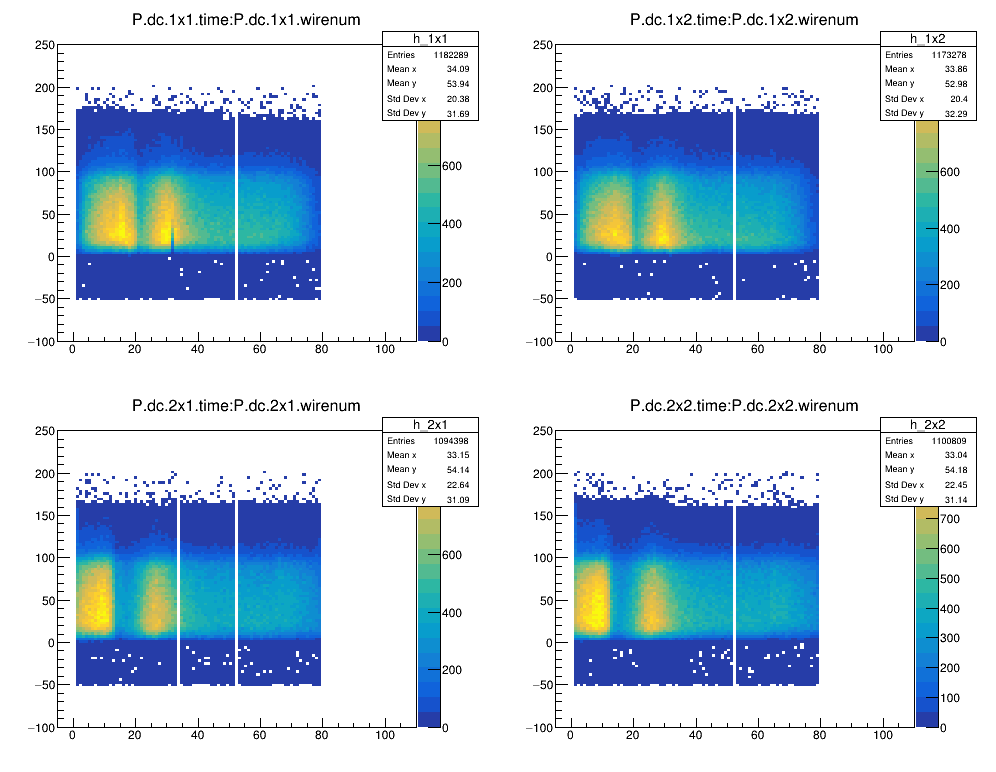 P.dc.1x1.time:P.dc.1x1.wirenum
h_1x1
Entries 1182289
Mean x 34.09
Mean y 53.94
Std Dev x 20.38
Std Dev y 31.69
250
200
150
100
50
0
−50
−100
0 20 40 60 80 100
600
400
200
0
P.dc.1x2.time:P.dc.1x2.wirenum
h_1x2
Entries 1173278
Mean x 33.86
Mean y 52.98
Std Dev x 20.4
Std Dev y 32.29
250
200
150
100
50
0
−50
−100
0 20 40 60 80 100
600
400
200
0
P.dc.2x1.time:P.dc.2x1.wirenum
h_2x1
Entries 1094398
Mean x 33.15
Mean y 54.14
Std Dev x 22.64
Std Dev y 31.09
250
200
150
100
50
0
−50
−100
0 20 40 60 80 100
600
400
200
0
P.dc.2x2.time:P.dc.2x2.wirenum
h_2x2
Entries 1100809
Mean x 33.04
Mean y 54.18
Std Dev x 22.45
Std Dev y 31.14
250
200
150
100
50
0
−50
−100
0 20 40 60 80 100
700
600
500
400
300
200
100
0